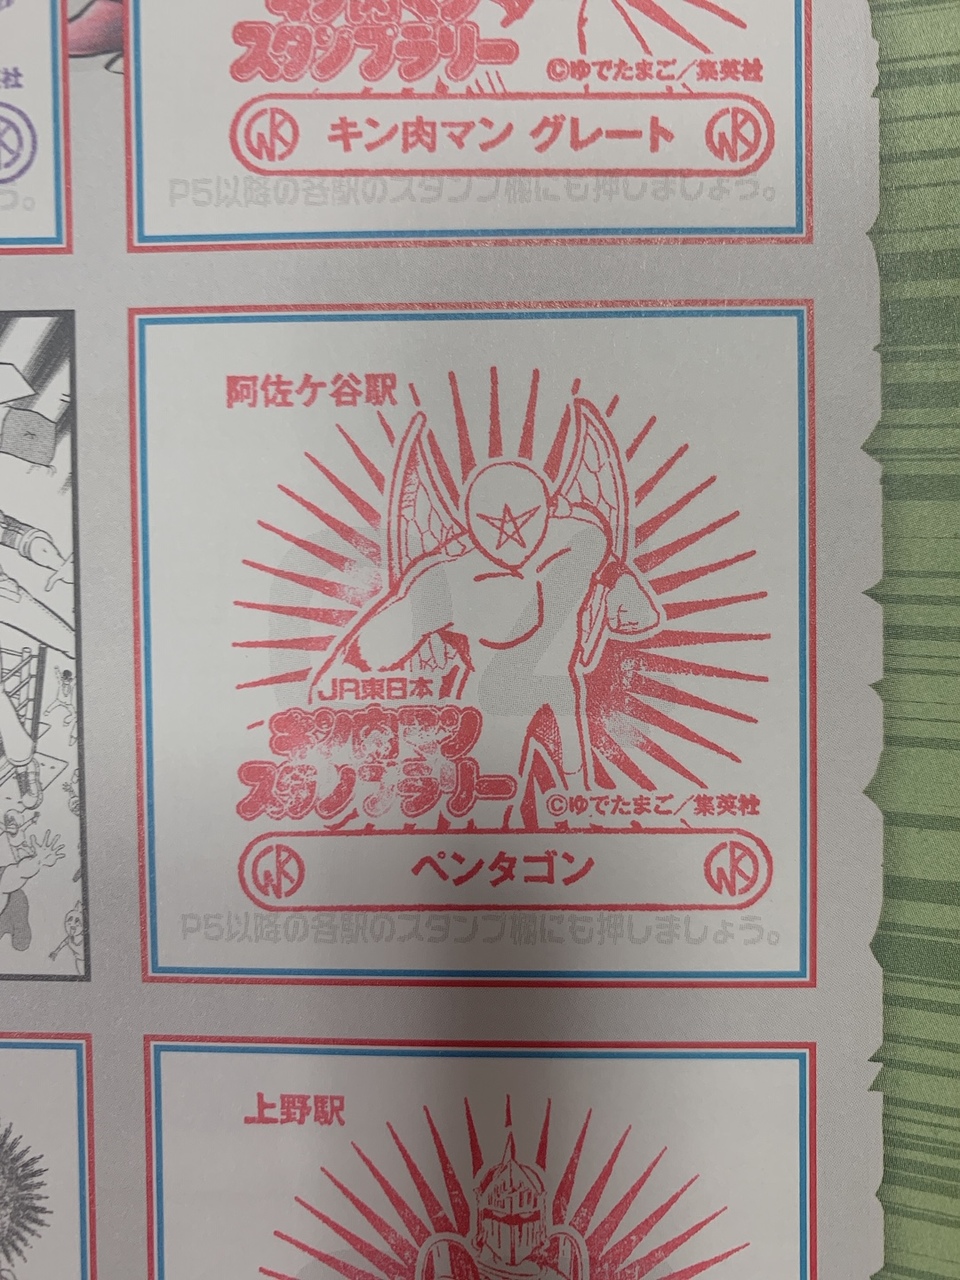 キン肉マン
スタンプラリー
©ゆでたまご／集英社
社
キン肉マン グレート
P5以降の各駅のスタンプ欄にも押しましょう。
う。
阿佐ケ谷駅
JR東日本
キン肉マン
スタンプラリー
©ゆでたまご／集英社
ペンタゴン
P5以降の各駅のスタンプ欄にも押しましょう。
上野駅